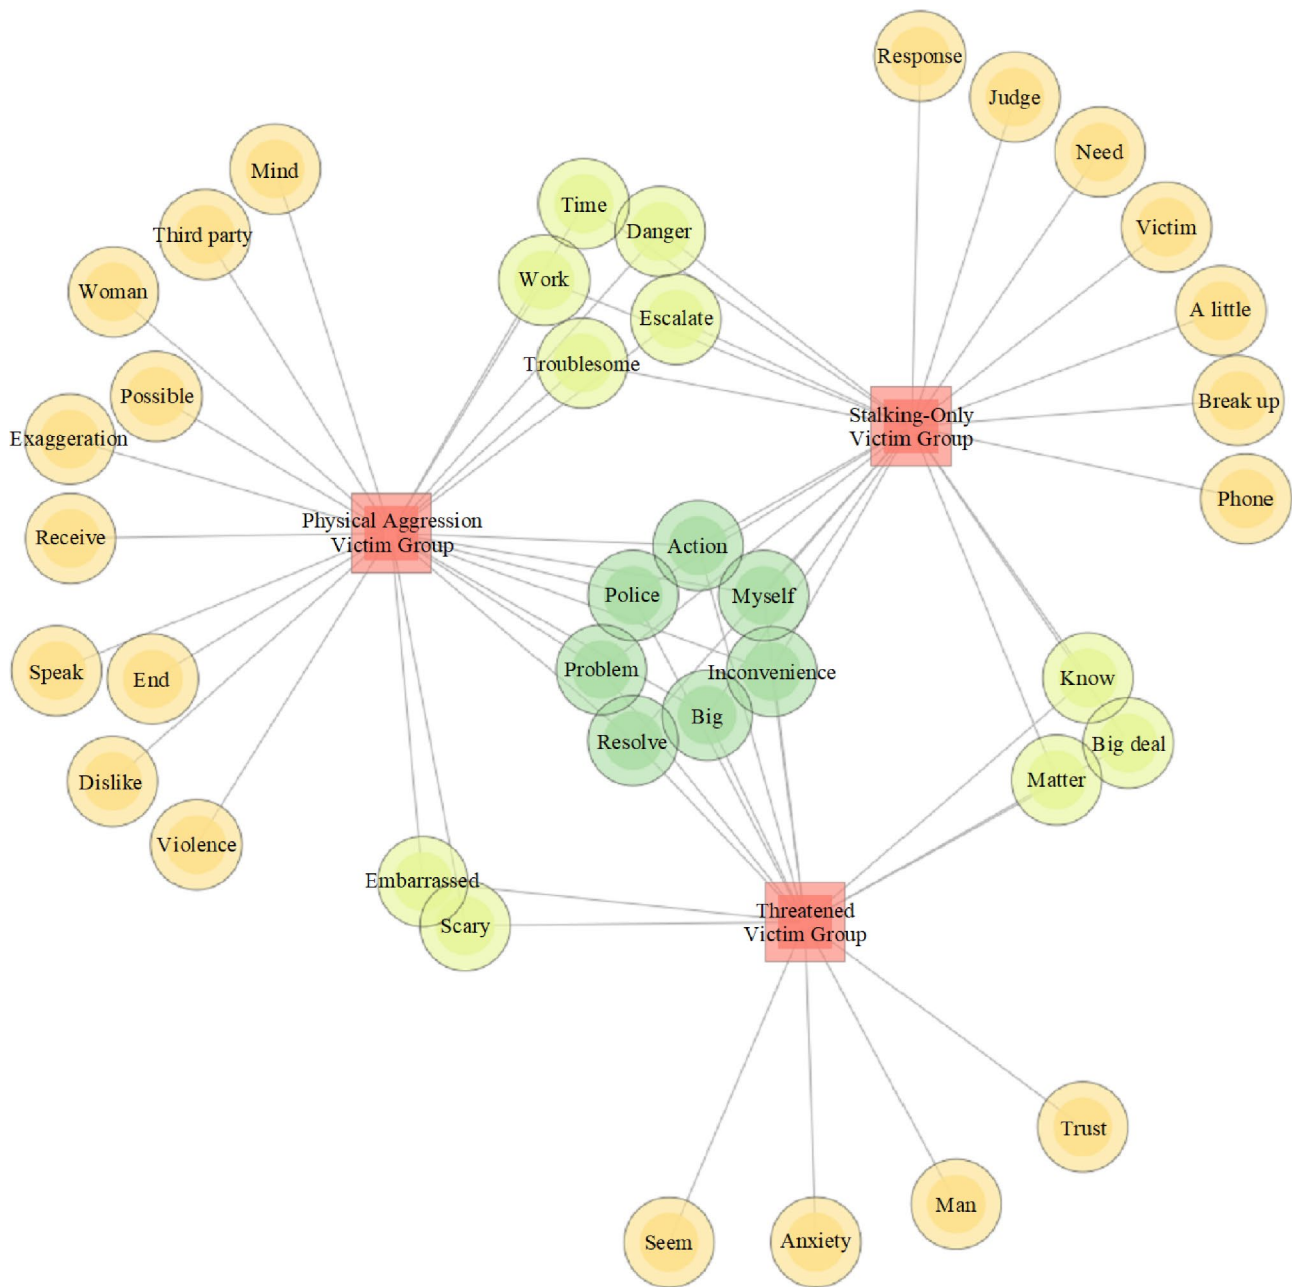 Response
Judge
Need
Mind
Time
Third party
Danger
Victim
Work
Woman
A little
Escalate
Troublesome
Possible
Break up
Stalking-Only
Victim Group
Exaggeration
Phone
Physical Aggression
Victim Group
Receive
Action
Police
Myself
Problem
Inconvenience
Speak
End
Know
Big
Resolve
Big deal
Dislike
Matter
Violence
Embarrassed
Scary
Threatened
Victim Group
Trust
Man
Seem
Anxiety